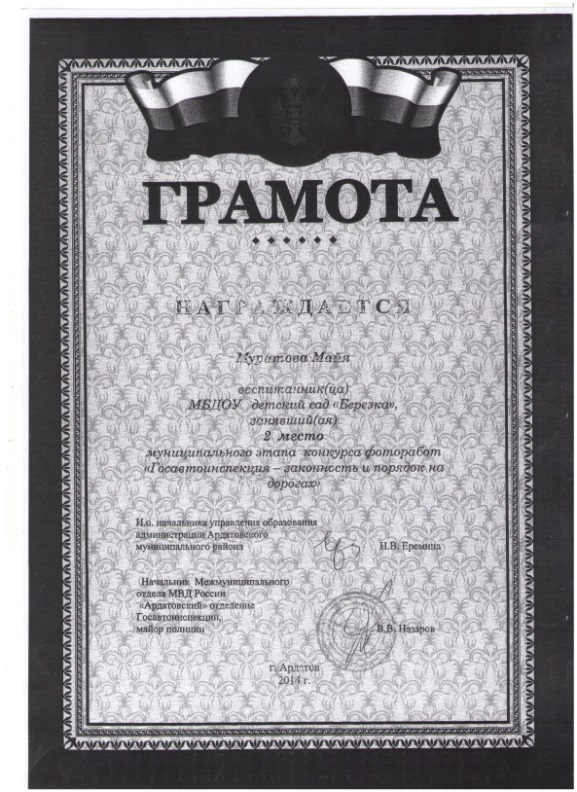 ГРАМОТА
НАГРАЖДАЕТСЯ
Муратова Майя
воспитанник(ца)
МБДОУ детский сад «Березка»,
занявший(ая)
2 место
муниципального этапа конкурса фоторабот
«Госавтоинспекция – законность и порядок на
дорогах»
И.о. начальника управления образования
администрации Ардатовского
муниципального района
Н.В. Еремина
Начальник Межмуниципального
отдела МВД России
«Ардатовский» отделение
Госавтоинспекции,
майор полиции
В.В. Назаров
г. Ардатов
2014 г.